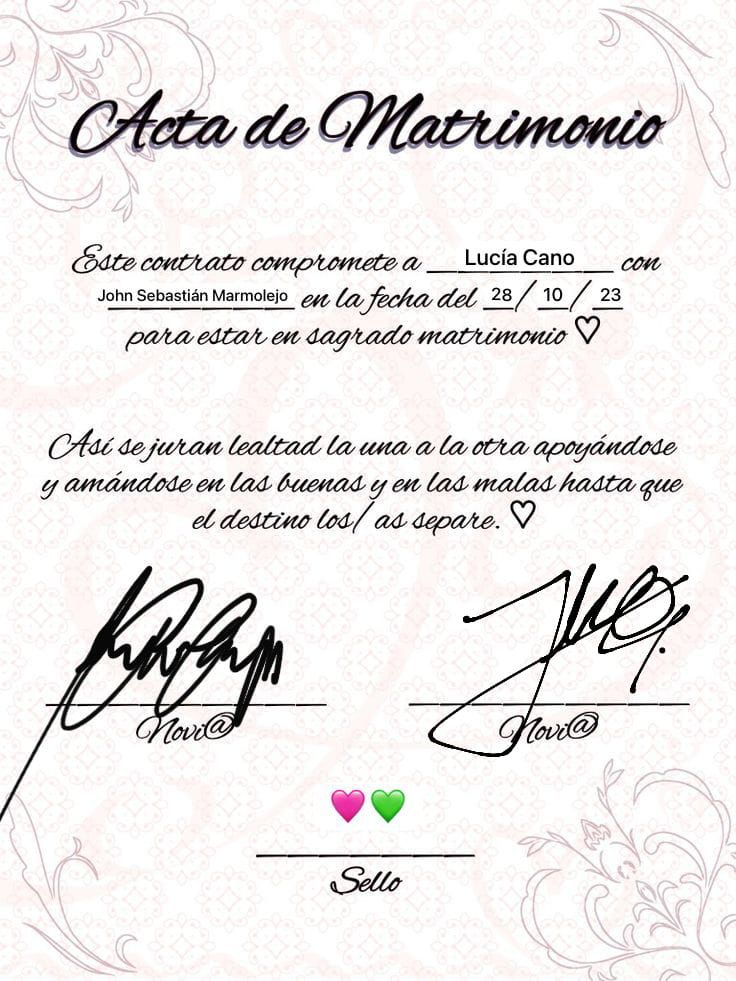 Acta de Matrimonio
Este contrato compromete a Lucía Cano con
John Sebastián Marmolejo en la fecha del 28/ 10 / 23
para estar en sagrado matrimonio ♡
Así se juran lealtad la una a la otra apoyándose
y amándose en las buenas y en las malas hasta que
el destino los/ as separe. ♡
Novi@ Novi@
Sello